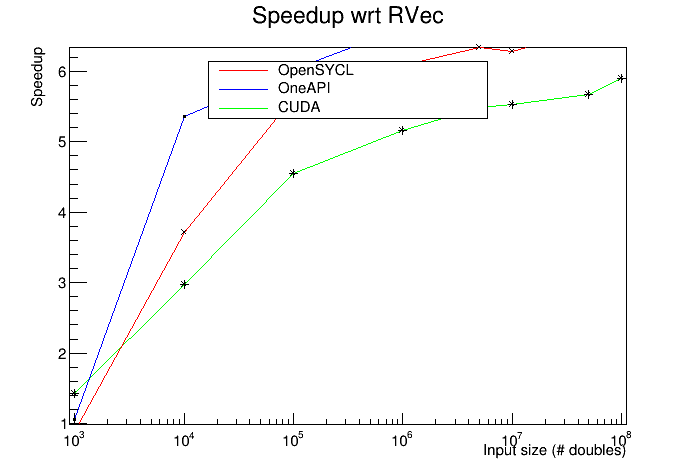 Speedup wrt RVec
Speedup
6
5
4
3
2
1
OpenSYCL
OneAPI
CUDA
10³ 10⁴ 10⁵ 10⁶ 10⁷ 10⁸
Input size (# doubles)